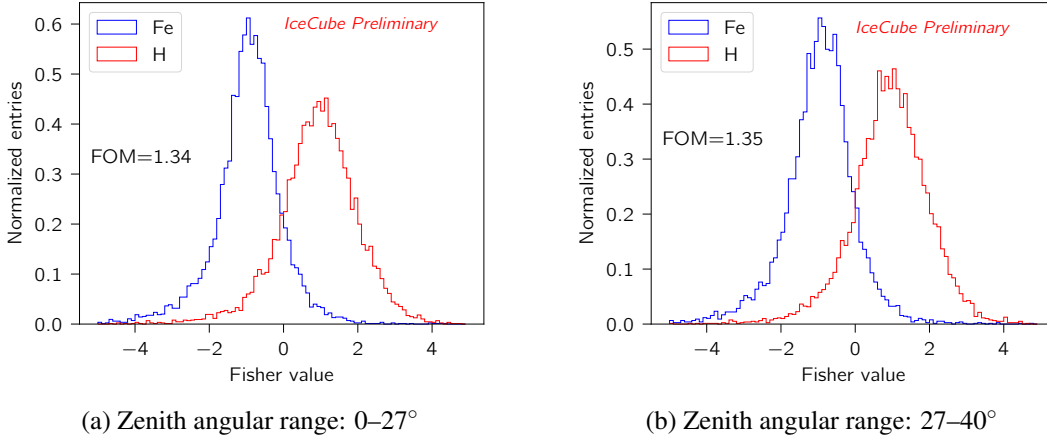 IceCube Preliminary
Fe
H
FOM=1.34
Normalized entries
0.6
0.5
0.4
0.3
0.2
0.1
0.0
−4 −2 0 2 4
Fisher value
(a) Zenith angular range: 0–27°
IceCube Preliminary
Fe
H
FOM=1.35
Normalized entries
0.5
0.4
0.3
0.2
0.1
0.0
−4 −2 0 2 4
Fisher value
(b) Zenith angular range: 27–40°